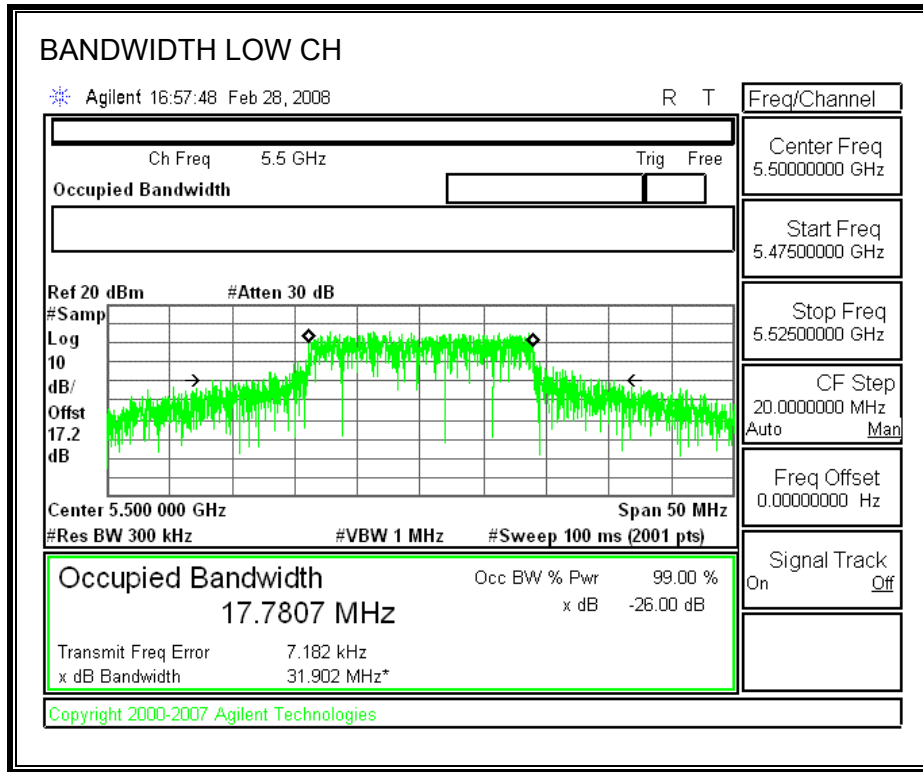 BANDWIDTH LOW CH
Agilent 16:57:48 Feb 28, 2008 R T
Freq/Channel
Ch Freq 5.5 GHz Trig Free
Occupied Bandwidth
Center Freq
5.50000000 GHz
Start Freq
5.47500000 GHz
Stop Freq
5.52500000 GHz
CF Step
20.0000000 MHz
Auto Man
Freq Offset
0.00000000 Hz
Signal Track
On Off
Ref 20 dBm #Atten 30 dB
#Samp
Log
10
dB/
Offst
17.2
dB
Center 5.500 000 GHz Span 50 MHz
#Res BW 300 kHz #VBW 1 MHz #Sweep 100 ms (2001 pts)
Occupied Bandwidth Occ BW % Pwr 99.00 %
17.7807 MHz x dB -26.00 dB
Transmit Freq Error 7.182 kHz
x dB Bandwidth 31.902 MHz*
Copyright 2000-2007 Agilent Technologies